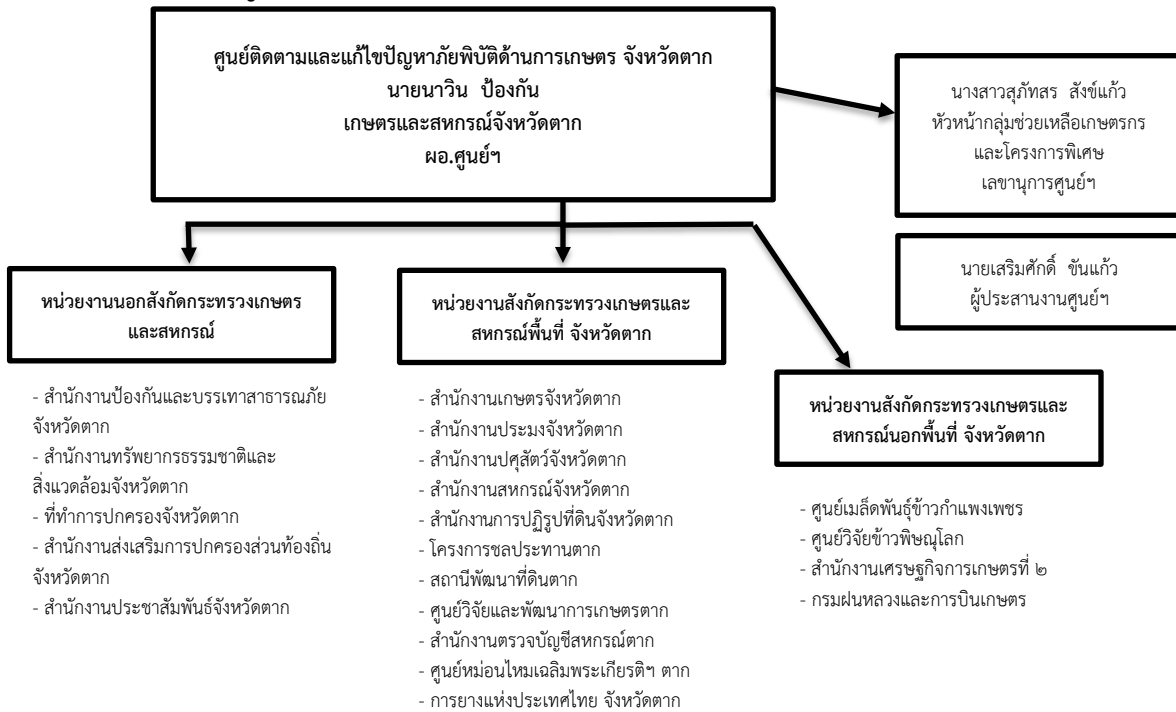 ศูนย์ติดตามและแก้ไขปัญหาภัยพิบัติด้านการเกษตร จังหวัดตาก
นายนาวิน ป้องกัน
เกษตรและสหกรณ์จังหวัดตาก
ผอ.ศูนย์ฯ
นางสาวสุภัทสร สังข์แก้ว
หัวหน้ากลุ่มช่วยเหลือเกษตรกร
และโครงการพิเศษ
เลขานุการศูนย์ฯ
นายเสริมศักดิ์ ขันแก้ว
ผู้ประสานงานศูนย์ฯ
หน่วยงานนอกสังกัดกระทรวงเกษตร
และสหกรณ์
- สำนักงานป้องกันและบรรเทาสาธารณภัย
จังหวัดตาก
- สำนักงานทรัพยากรธรรมชาติและ
สิ่งแวดล้อมจังหวัดตาก
- ที่ทำการปกครองจังหวัดตาก
- สำนักงานส่งเสริมการปกครองส่วนท้องถิ่น
จังหวัดตาก
- สำนักงานประชาสัมพันธ์จังหวัดตาก
หน่วยงานสังกัดกระทรวงเกษตรและ
สหกรณ์พื้นที่ จังหวัดตาก
- สำนักงานเกษตรจังหวัดตาก
- สำนักงานประมงจังหวัดตาก
- สำนักงานปศุสัตว์จังหวัดตาก
- สำนักงานสหกรณ์จังหวัดตาก
- สำนักงานการปฏิรูปที่ดินจังหวัดตาก
- โครงการชลประทานตาก
- สถานีพัฒนาที่ดินตาก
- ศูนย์วิจัยและพัฒนาการเกษตรตาก
- สำนักงานตรวจบัญชีสหกรณ์ตาก
- ศูนย์หม่อนไหมเฉลิมพระเกียรติฯ ตาก
- การยางแห่งประเทศไทย จังหวัดตาก
หน่วยงานสังกัดกระทรวงเกษตรและ
สหกรณ์นอกพื้นที่ จังหวัดตาก
- ศูนย์เมล็ดพันธุ์ข้าวกำแพงเพชร
- ศูนย์วิจัยข้าวพิษณุโลก
- สำนักงานเศรษฐกิจการเกษตรที่ ๒
- กรมฝนหลวงและการบินเกษตร